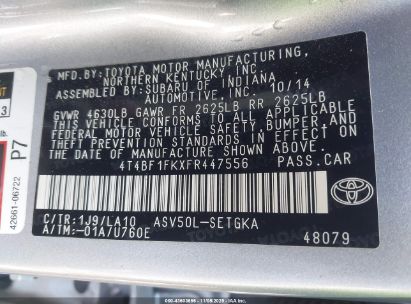 MFD.BY:TOYOTA MOTOR MANUFACTURING,
NORTHERN KENTUCKY, INC
ASSEMBLED BY: SUBARU OF INDIANA
AUTOMOTIVE, INC. 10/14
GVWR 4630LB GAWR FR 2625LB RR 2625LB
THIS VEHICLE CONFORMS TO ALL APPLICABLE
FEDERAL MOTOR VEHICLE SAFETY, BUMPER, AND
THEFT PREVENTION STANDARDS IN EFFECT ON
THE DATE OF MANUFACTURE SHOWN ABOVE.
4T4BF1FKXFR447556 PASS.CAR
C/TR:1J9/LA10 ASV50L-SETGKA
A/TM:-01A/U760E 48079
TOYOTA
P7
42661-06722
lb.
3